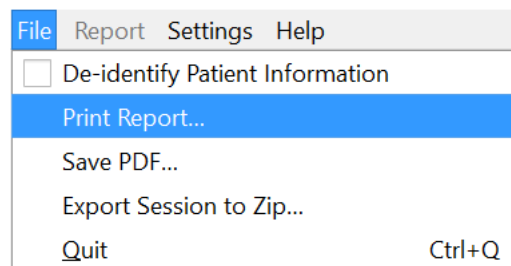 File Report Settings Help
De-identify Patient Information
Print Report...
Save PDF...
Export Session to Zip...
Quit Ctrl+Q